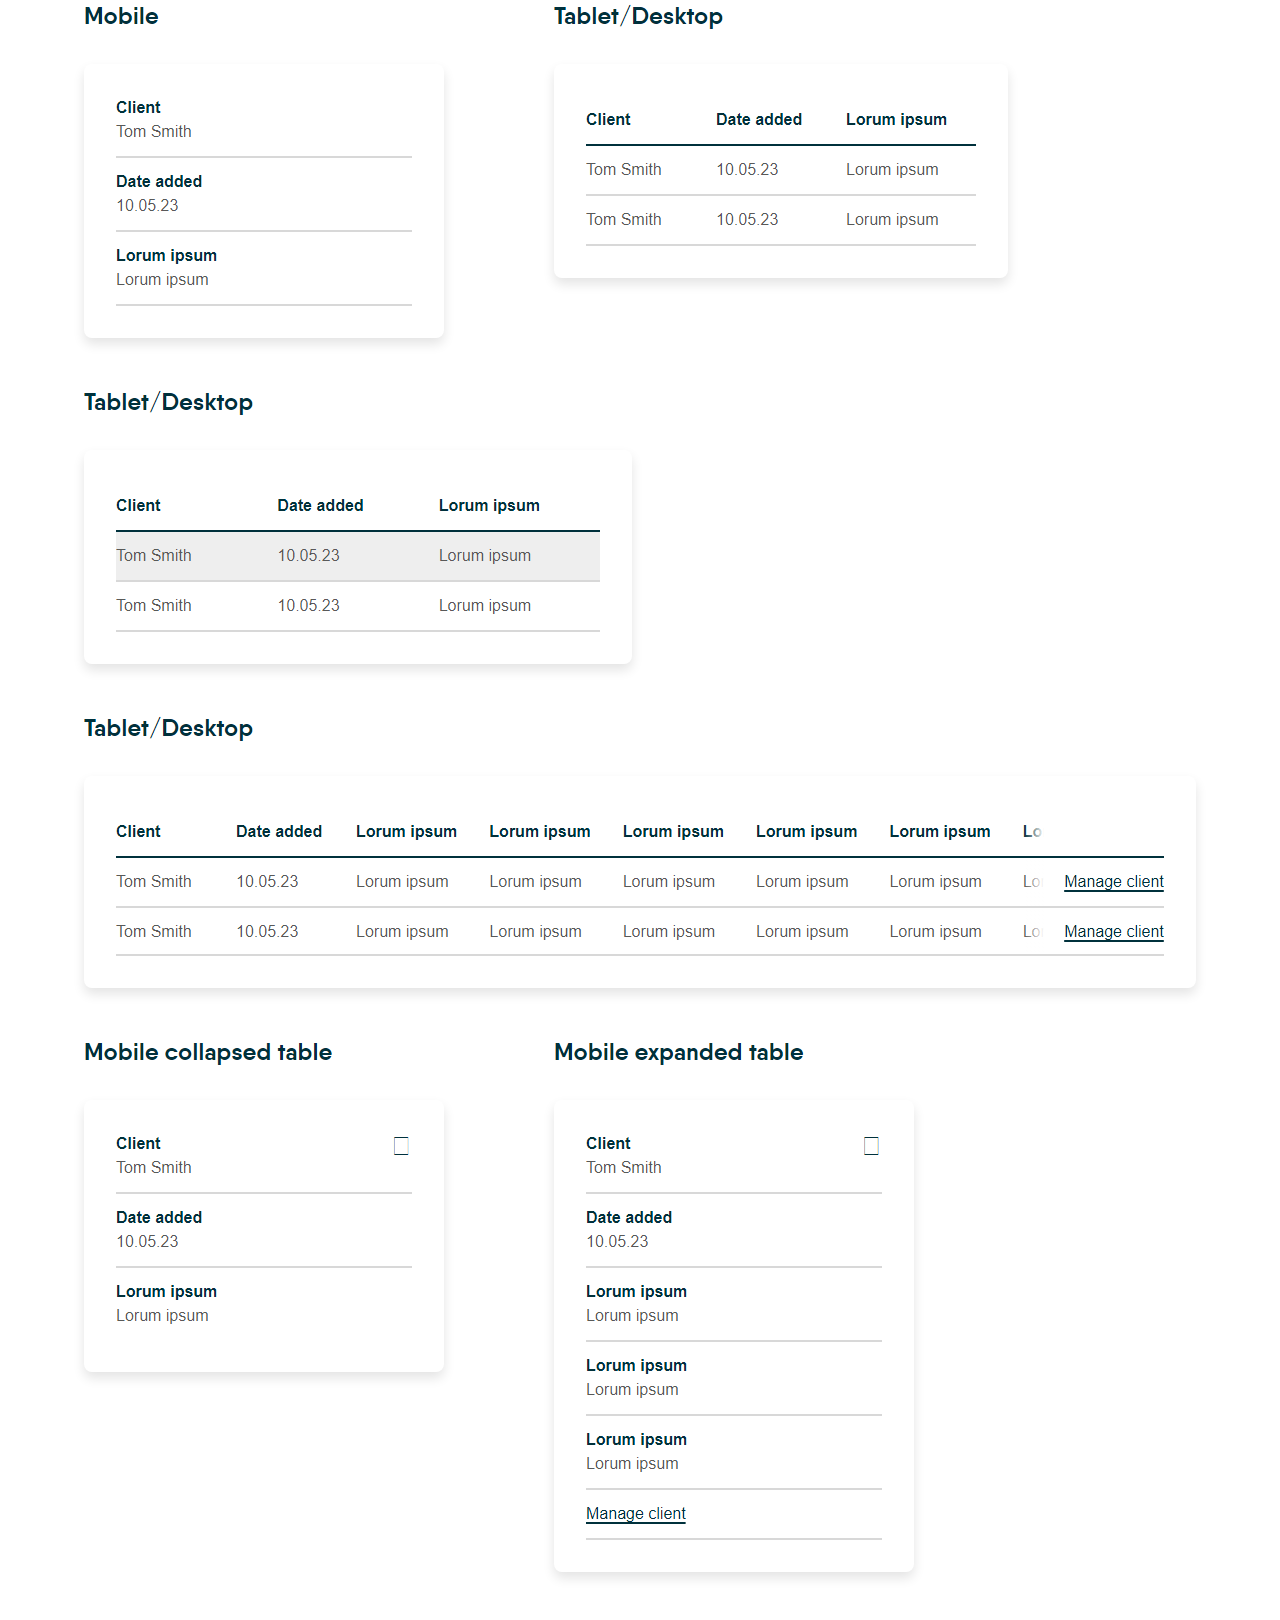 Mobile
Client
Tom Smith
Date added
10.05.23
Lorum ipsum
Lorum ipsum
Tablet/Desktop
Client Date added Lorum ipsum
Tom Smith 10.05.23 Lorum ipsum
Tom Smith 10.05.23 Lorum ipsum
Tablet/Desktop
Client Date added Lorum ipsum
Tom Smith 10.05.23 Lorum ipsum
Tom Smith 10.05.23 Lorum ipsum
Tablet/Desktop
Client Date added Lorum ipsum Lorum ipsum Lorum ipsum Lorum ipsum Lorum ipsum Lo
Tom Smith 10.05.23 Lorum ipsum Lorum ipsum Lorum ipsum Lorum ipsum Lorum ipsum Lo Manage client
Tom Smith 10.05.23 Lorum ipsum Lorum ipsum Lorum ipsum Lorum ipsum Lorum ipsum Lo Manage client
Mobile collapsed table
Client
Tom Smith
Date added
10.05.23
Lorum ipsum
Lorum ipsum
Mobile expanded table
Client
Tom Smith
Date added
10.05.23
Lorum ipsum
Lorum ipsum
Lorum ipsum
Lorum ipsum
Lorum ipsum
Lorum ipsum
Manage client